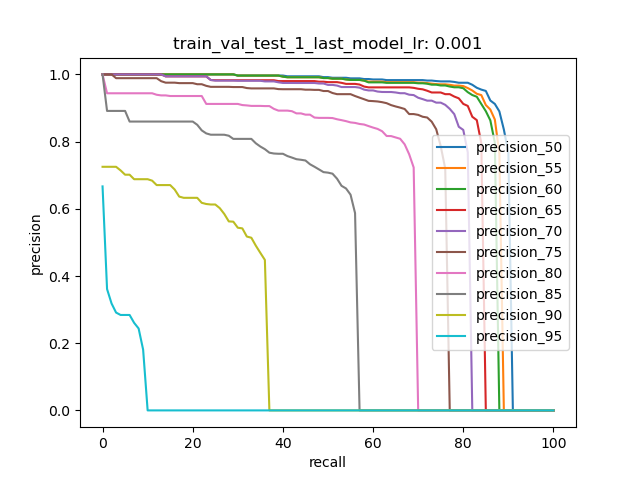 train_val_test_1_last_model_lr: 0.001
1.0
0.8
0.6
0.4
0.2
0.0
precision
precision_50
precision_55
precision_60
precision_65
precision_70
precision_75
precision_80
precision_85
precision_90
precision_95
0 20 40 60 80 100
recall